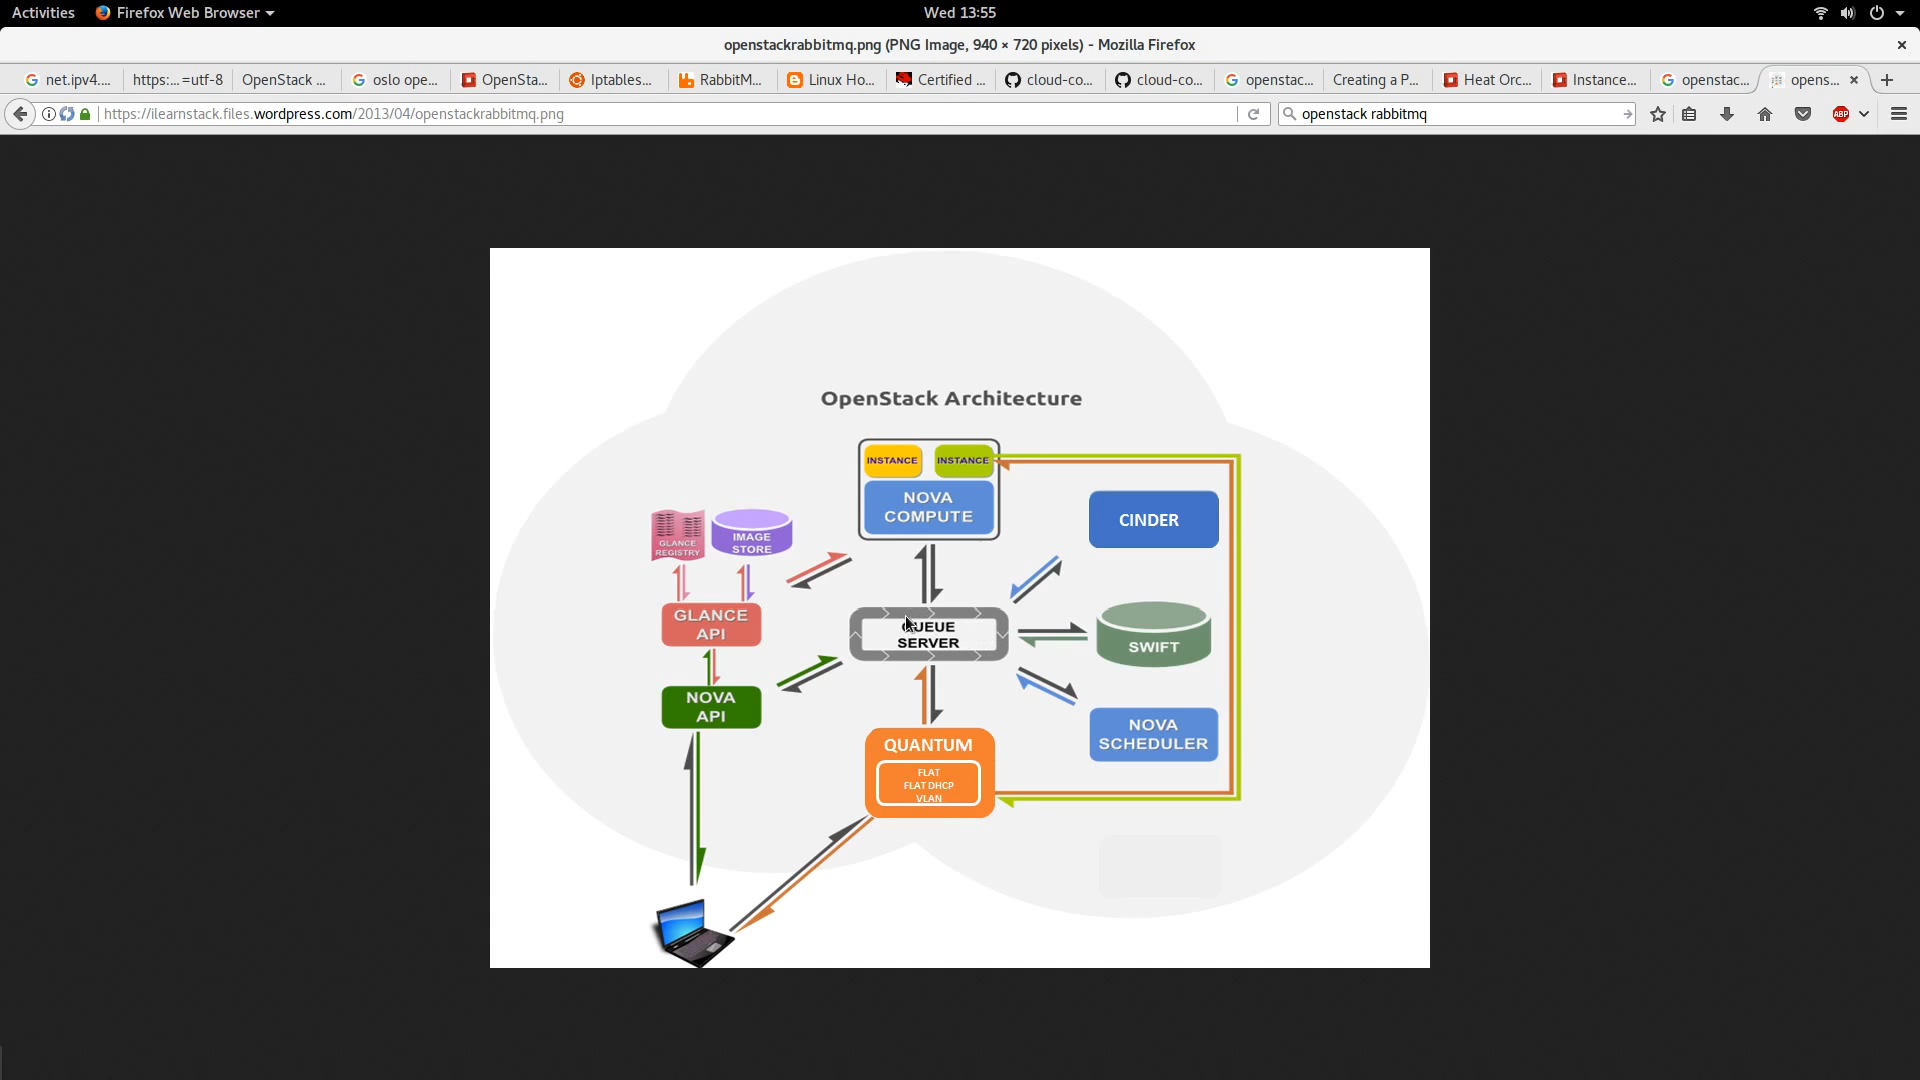 Activities Firefox Web Browser Wed 13:55
openstackrabbitmq.png (PNG Image, 940 × 720 pixels) - Mozilla Firefox
net.ipv4.... https:...=utf-8 OpenStack ... oslo ope... OpenSta... Iptables... RabbitM... Linux Ho... Certified ... cloud-co... cloud-co... openstac... Creating a P... Heat Orc... Instance... openstac... opens...
https://ilearnstack.files.wordpress.com/2013/04/openstackrabbitmq.png openstack rabbitmq ABP
OpenStack Architecture
INSTANCE INSTANCE
NOVA
COMPUTE
CINDER
GLANCE
REGISTRY
IMAGE
STORE
GLANCE
API
QUEUE
SERVER
SWIFT
NOVA
API
NOVA
SCHEDULER
QUANTUM
FLAT
FLAT DHCP
VLAN